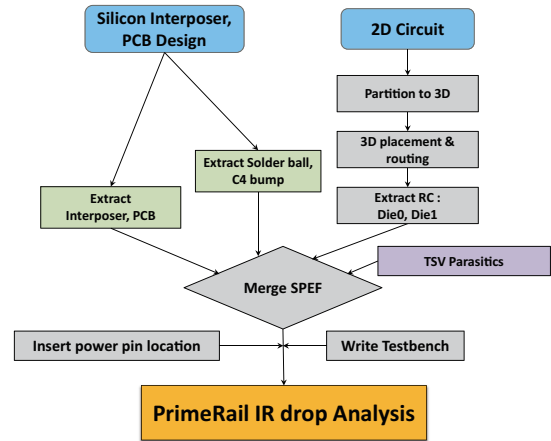 Silicon Interposer,
PCB Design
2D Circuit
Partition to 3D
3D placement &
routing
Extract Solder ball,
C4 bump
Extract
Interposer, PCB
Extract RC :
Die0, Die1
TSV Parasitics
Merge SPEF
Insert power pin location
Write Testbench
PrimeRail IR drop Analysis